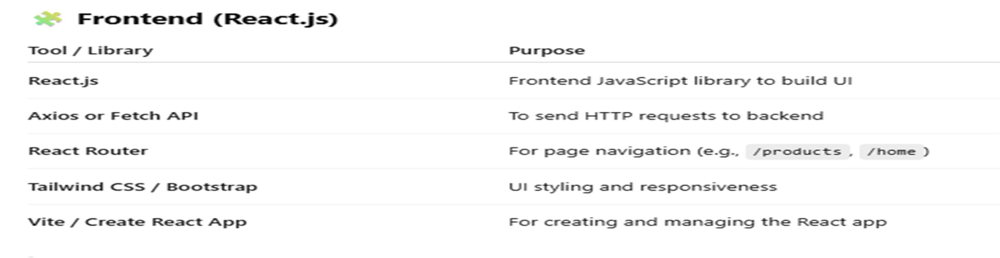 🧩 Frontend (React.js)
Tool / Library Purpose
React.js Frontend JavaScript library to build UI
Axios or Fetch API To send HTTP requests to backend
React Router For page navigation (e.g., /products, /home)
Tailwind CSS / Bootstrap UI styling and responsiveness
Vite / Create React App For creating and managing the React app